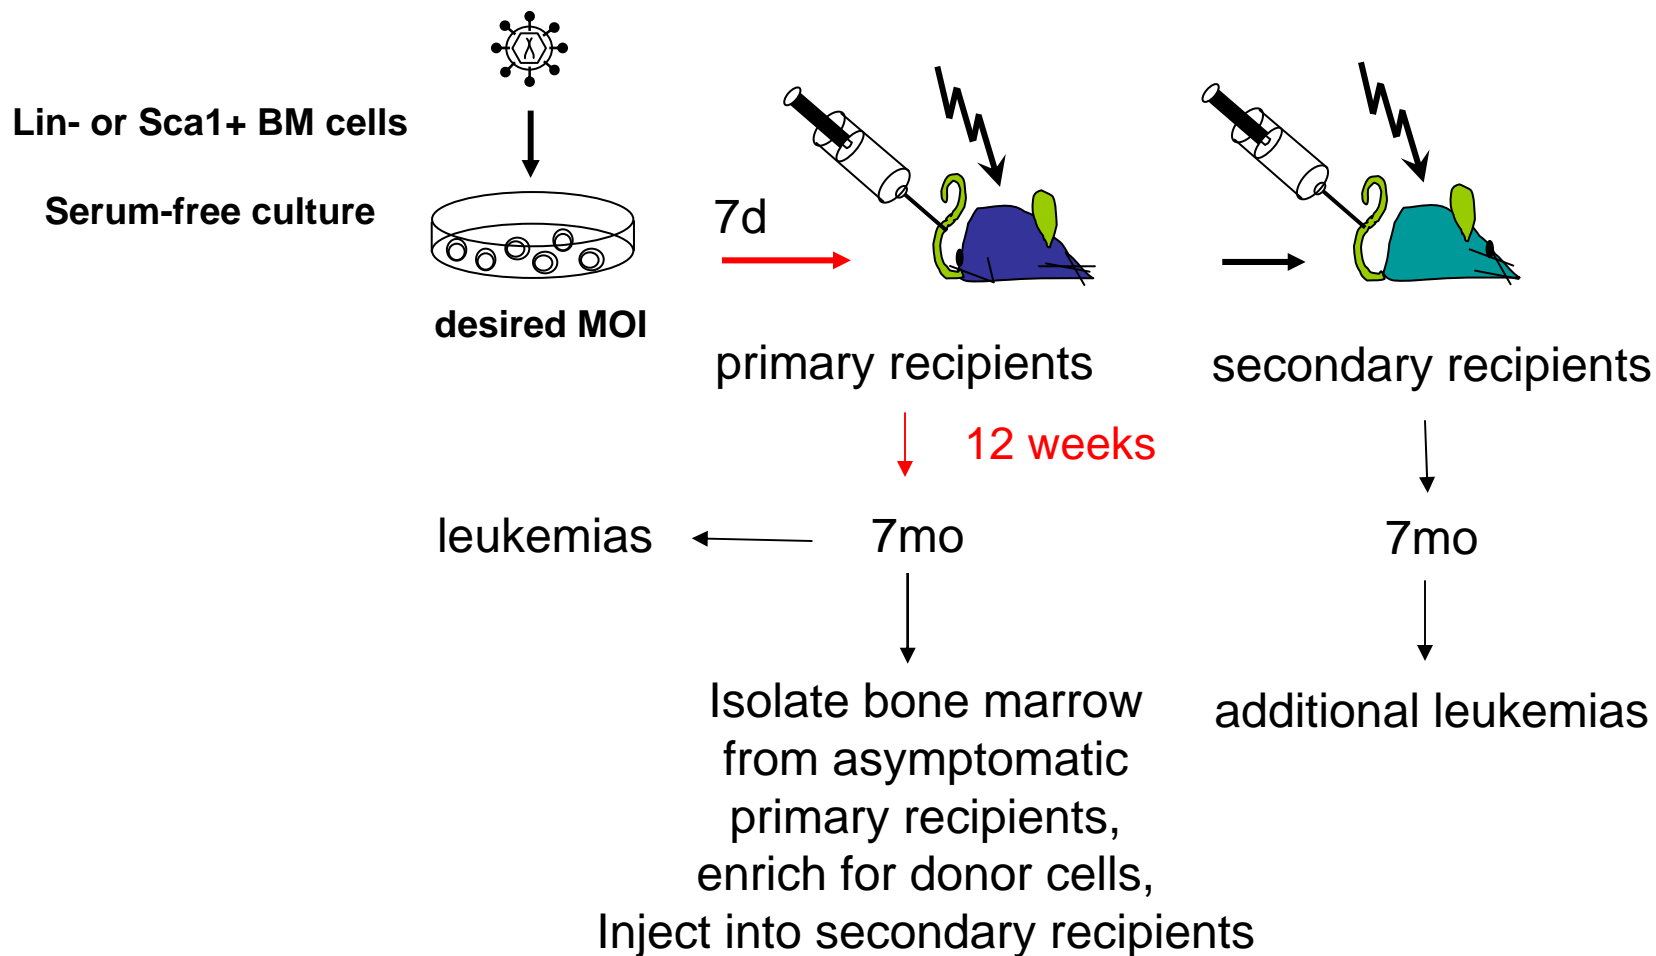 Lin- or Sca1+ BM cells
Serum-free culture
desired MOI
7d
primary recipients
secondary recipients
12 weeks
leukemias
7mo
7mo
Isolate bone marrow
from asymptomatic
primary recipients,
enrich for donor cells,
Inject into secondary recipients
additional leukemias